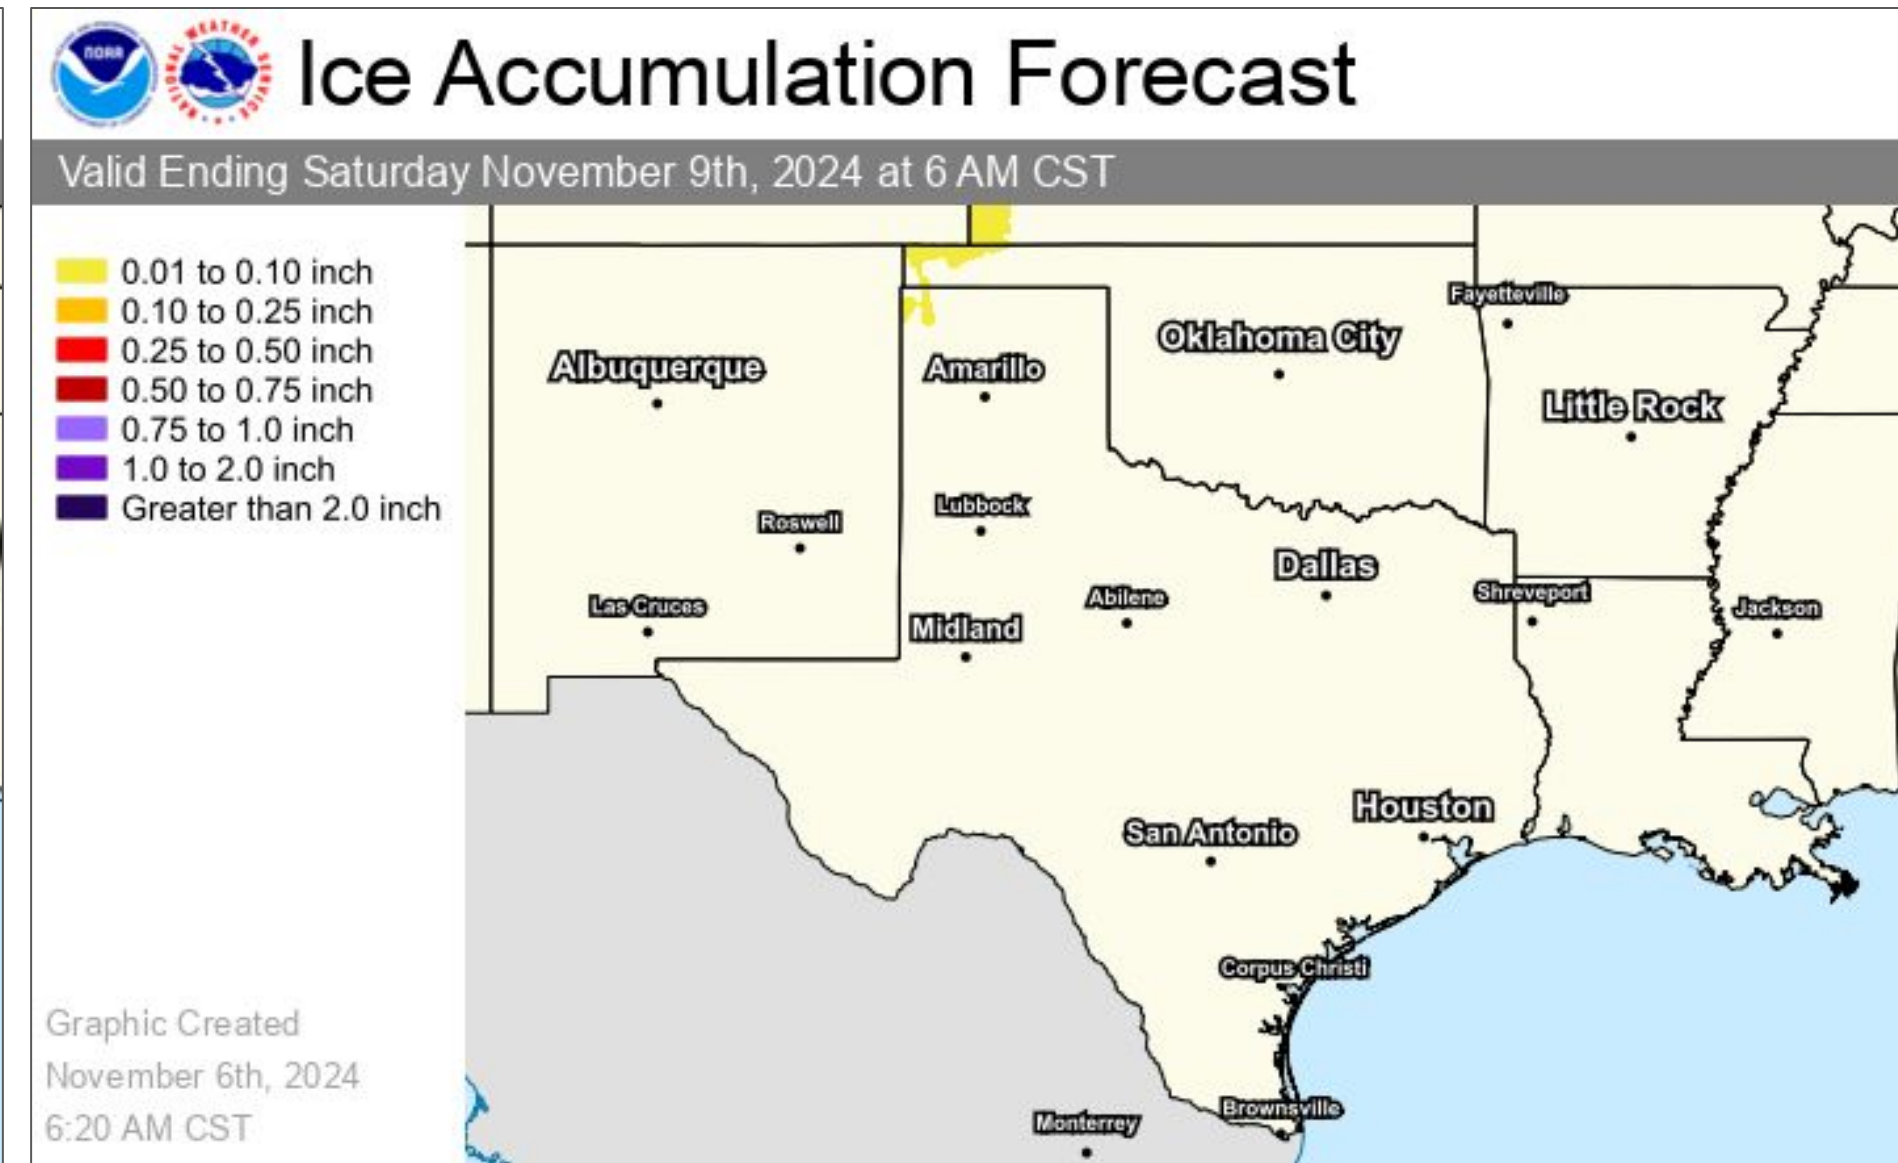 NOAA
NATIONAL WEATHER SERVICE
Ice Accumulation Forecast
Valid Ending Saturday November 9th, 2024 at 6 AM CST
0.01 to 0.10 inch
0.10 to 0.25 inch
0.25 to 0.50 inch
0.50 to 0.75 inch
0.75 to 1.0 inch
1.0 to 2.0 inch
Greater than 2.0 inch
Fayetteville
Oklahoma City
Albuquerque
Amarillo
Little Rock
Lubbock
Roswell
Dallas
Shreveport
Abilene
Las Cruces
Jackson
Midland
Houston
San Antonio
Corpus Christi
Brownsville
Monterrey
Graphic Created
November 6th, 2024
6:20 AM CST